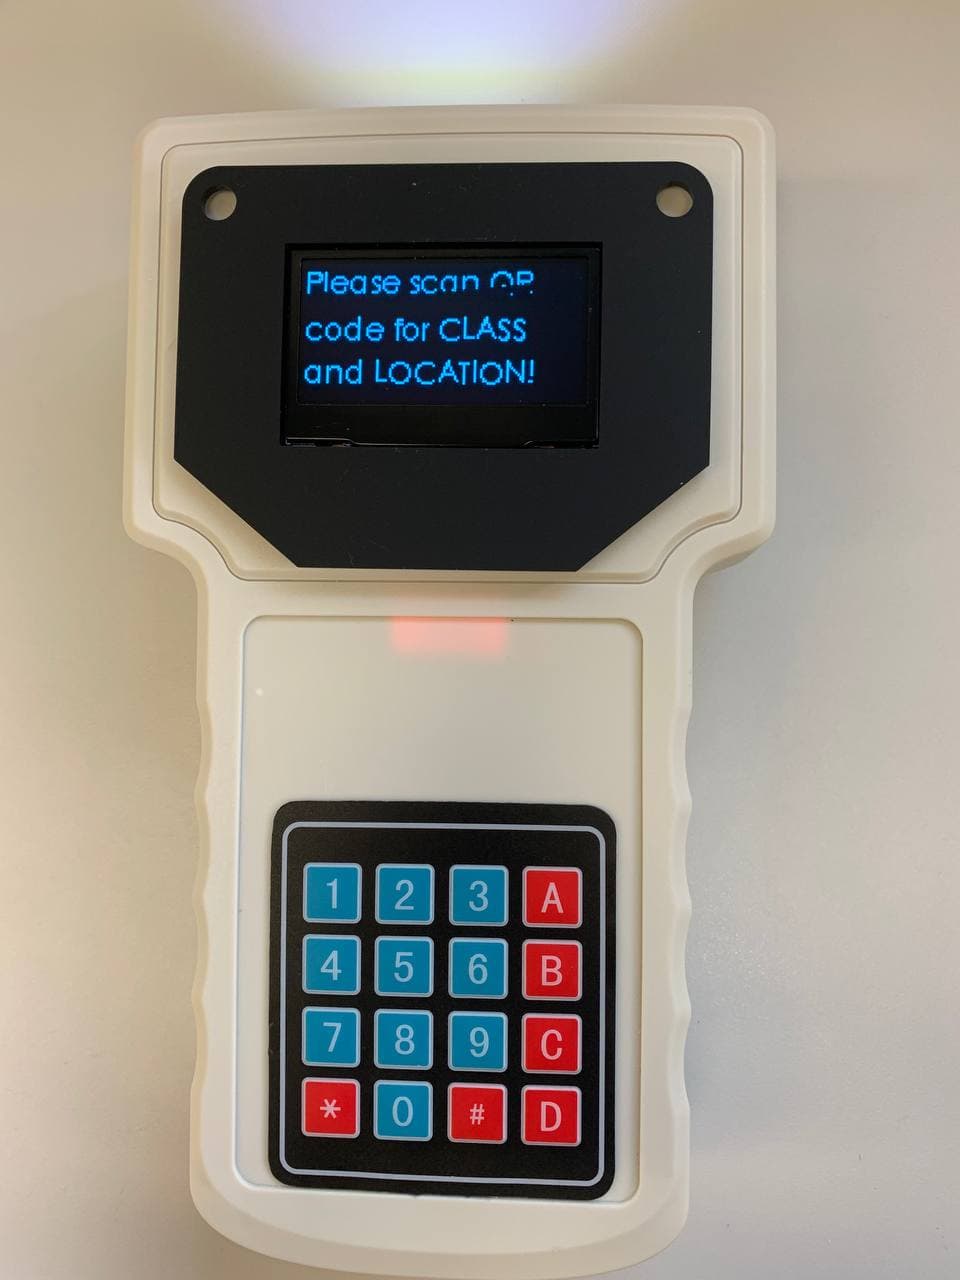 Please scan QR
code for CLASS
and LOCATION!
1 2 3 A
4 5 6 B
7 8 9 C
* 0 # D